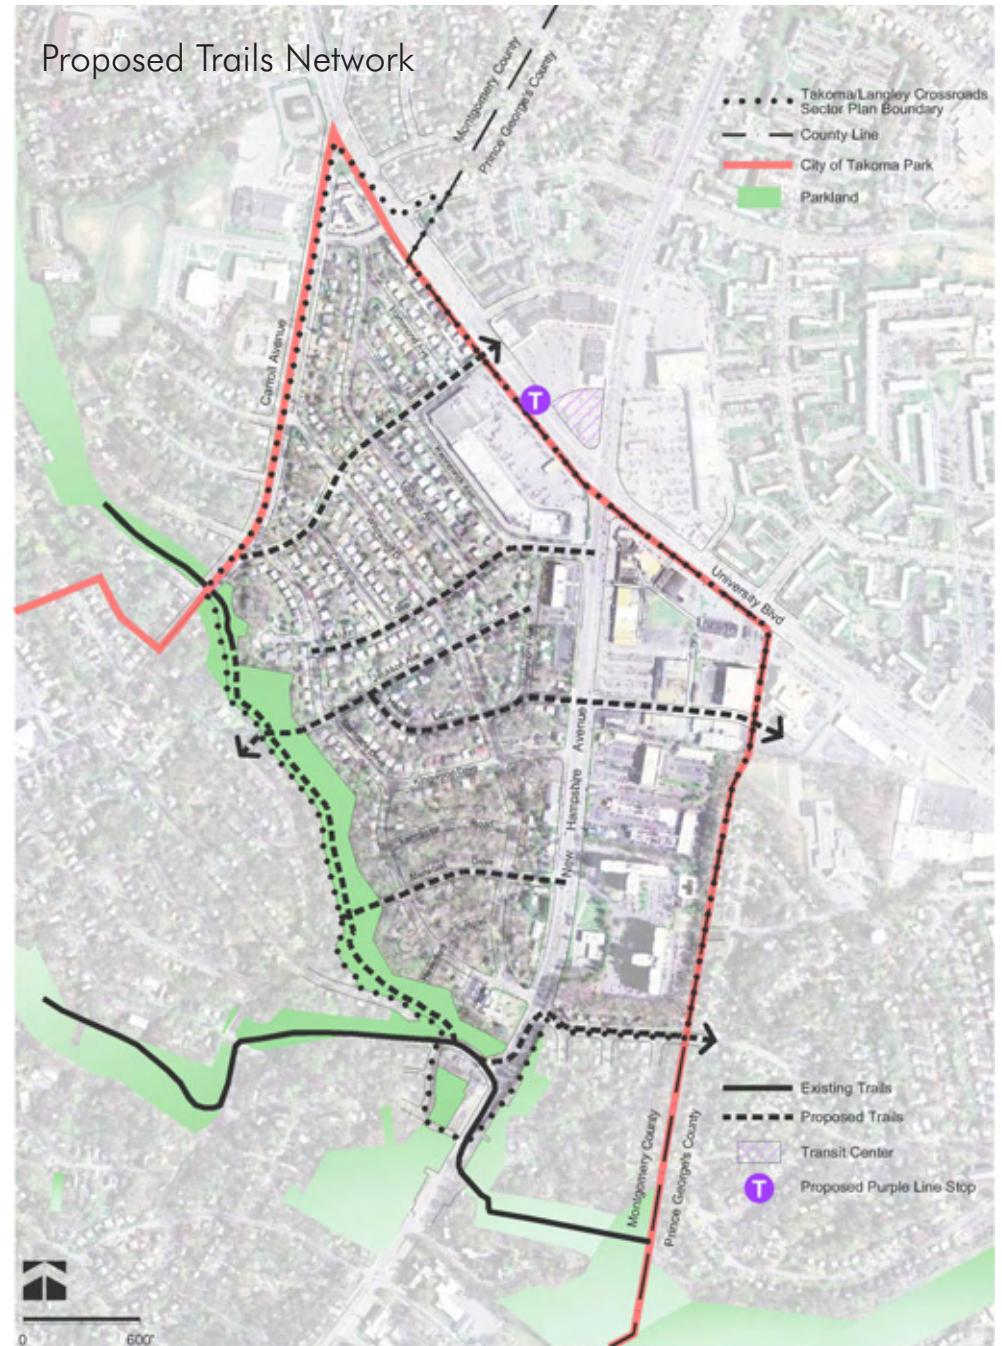 Proposed Trails Network
Montgomery County
Prince George's County
Takoma/Langley Crossroads
Sector Plan Boundary
County Line
City of Takoma Park
Parkland
Carroll Avenue
T
University Blvd
New Hampshire Avenue
Existing Trails
Proposed Trails
Transit Center
T
Proposed Purple Line Stop
Montgomery County
Prince George's County
0 600'